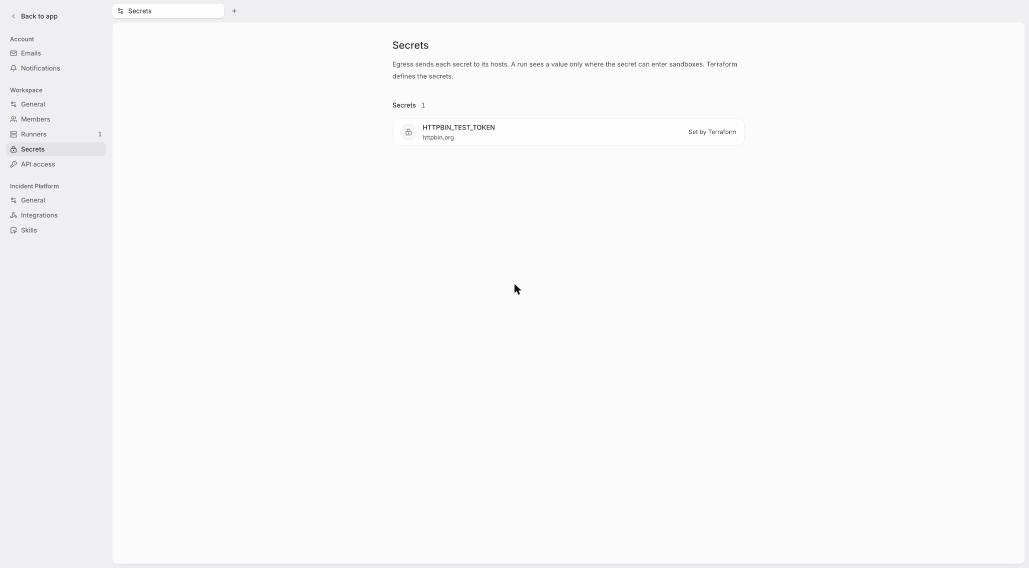 Back to app
Account
Emails
Notifications
Workspace
General
Members
Runners 1
Secrets
API access
Incident Platform
General
Integrations
Skills
Secrets
Secrets
Egress sends each secret to its hosts. A run sees a value only where the secret can enter sandboxes. Terraform
defines the secrets.
Secrets 1
HTTPBIN_TEST_TOKEN
httpbin.org
Set by Terraform